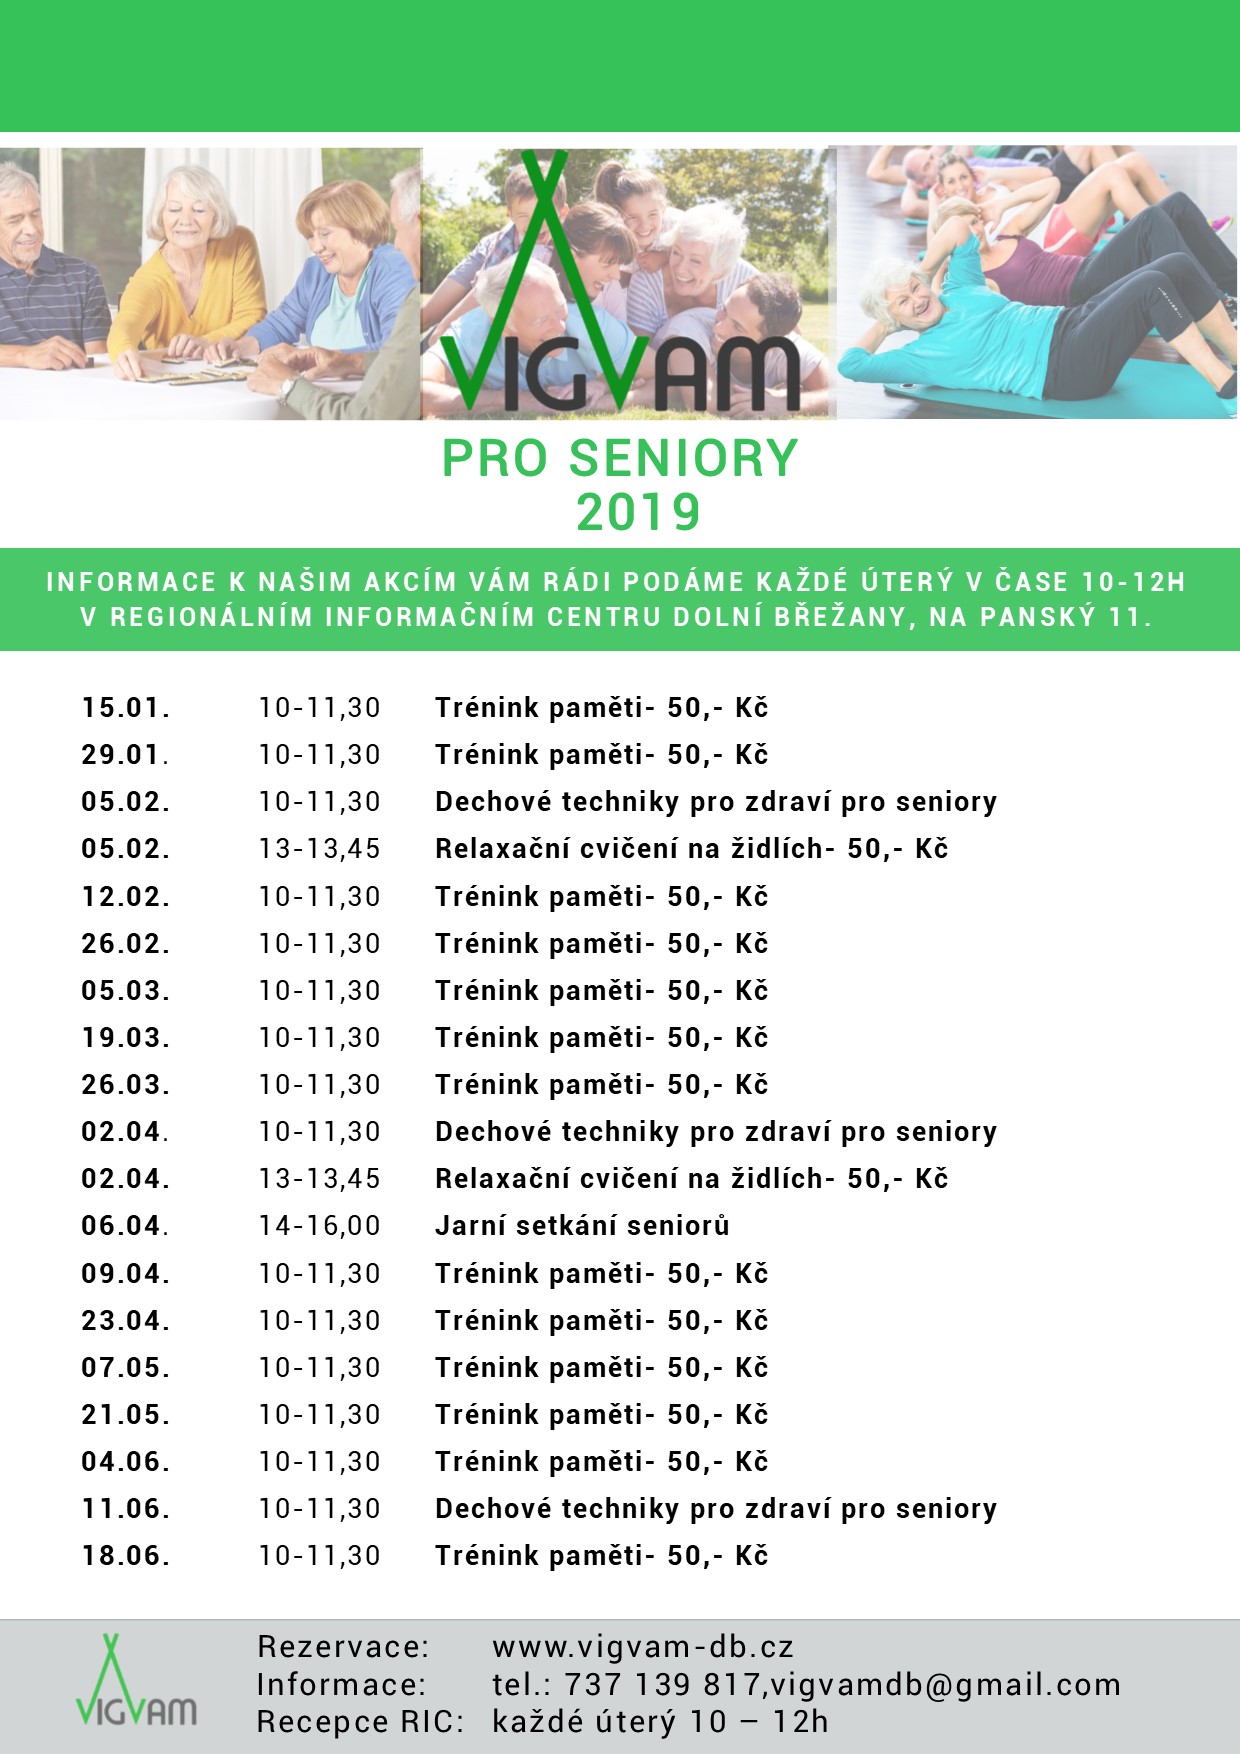 VIGVAM
PRO SENIORY
2019
INFORMACE K NAŠIM AKCÍM VÁM RÁDI PODÁME KAŽDÉ ÚTERÝ V ČASE 10-12H
V REGIONÁLNÍM INFORMAČNÍM CENTRU DOLNÍ BŘEŽANY, NA PANSKÝ 11.
15.01. 10-11,30 Trénink paměti- 50,- Kč
29.01. 10-11,30 Trénink paměti- 50,- Kč
05.02. 10-11,30 Dechové techniky pro zdraví pro seniory
05.02. 13-13,45 Relaxační cvičení na židlích- 50,- Kč
12.02. 10-11,30 Trénink paměti- 50,- Kč
26.02. 10-11,30 Trénink paměti- 50,- Kč
05.03. 10-11,30 Trénink paměti- 50,- Kč
19.03. 10-11,30 Trénink paměti- 50,- Kč
26.03. 10-11,30 Trénink paměti- 50,- Kč
02.04. 10-11,30 Dechové techniky pro zdraví pro seniory
02.04. 13-13,45 Relaxační cvičení na židlích- 50,- Kč
06.04. 14-16,00 Jarní setkání seniorů
09.04. 10-11,30 Trénink paměti- 50,- Kč
23.04. 10-11,30 Trénink paměti- 50,- Kč
07.05. 10-11,30 Trénink paměti- 50,- Kč
21.05. 10-11,30 Trénink paměti- 50,- Kč
04.06. 10-11,30 Trénink paměti- 50,- Kč
11.06. 10-11,30 Dechové techniky pro zdraví pro seniory
18.06. 10-11,30 Trénink paměti- 50,- Kč
VIGVAM
Rezervace: www.vigvam-db.cz
Informace: tel.: 737 139 817,vigvamdb@gmail.com
Recepce RIC: každé úterý 10 – 12h